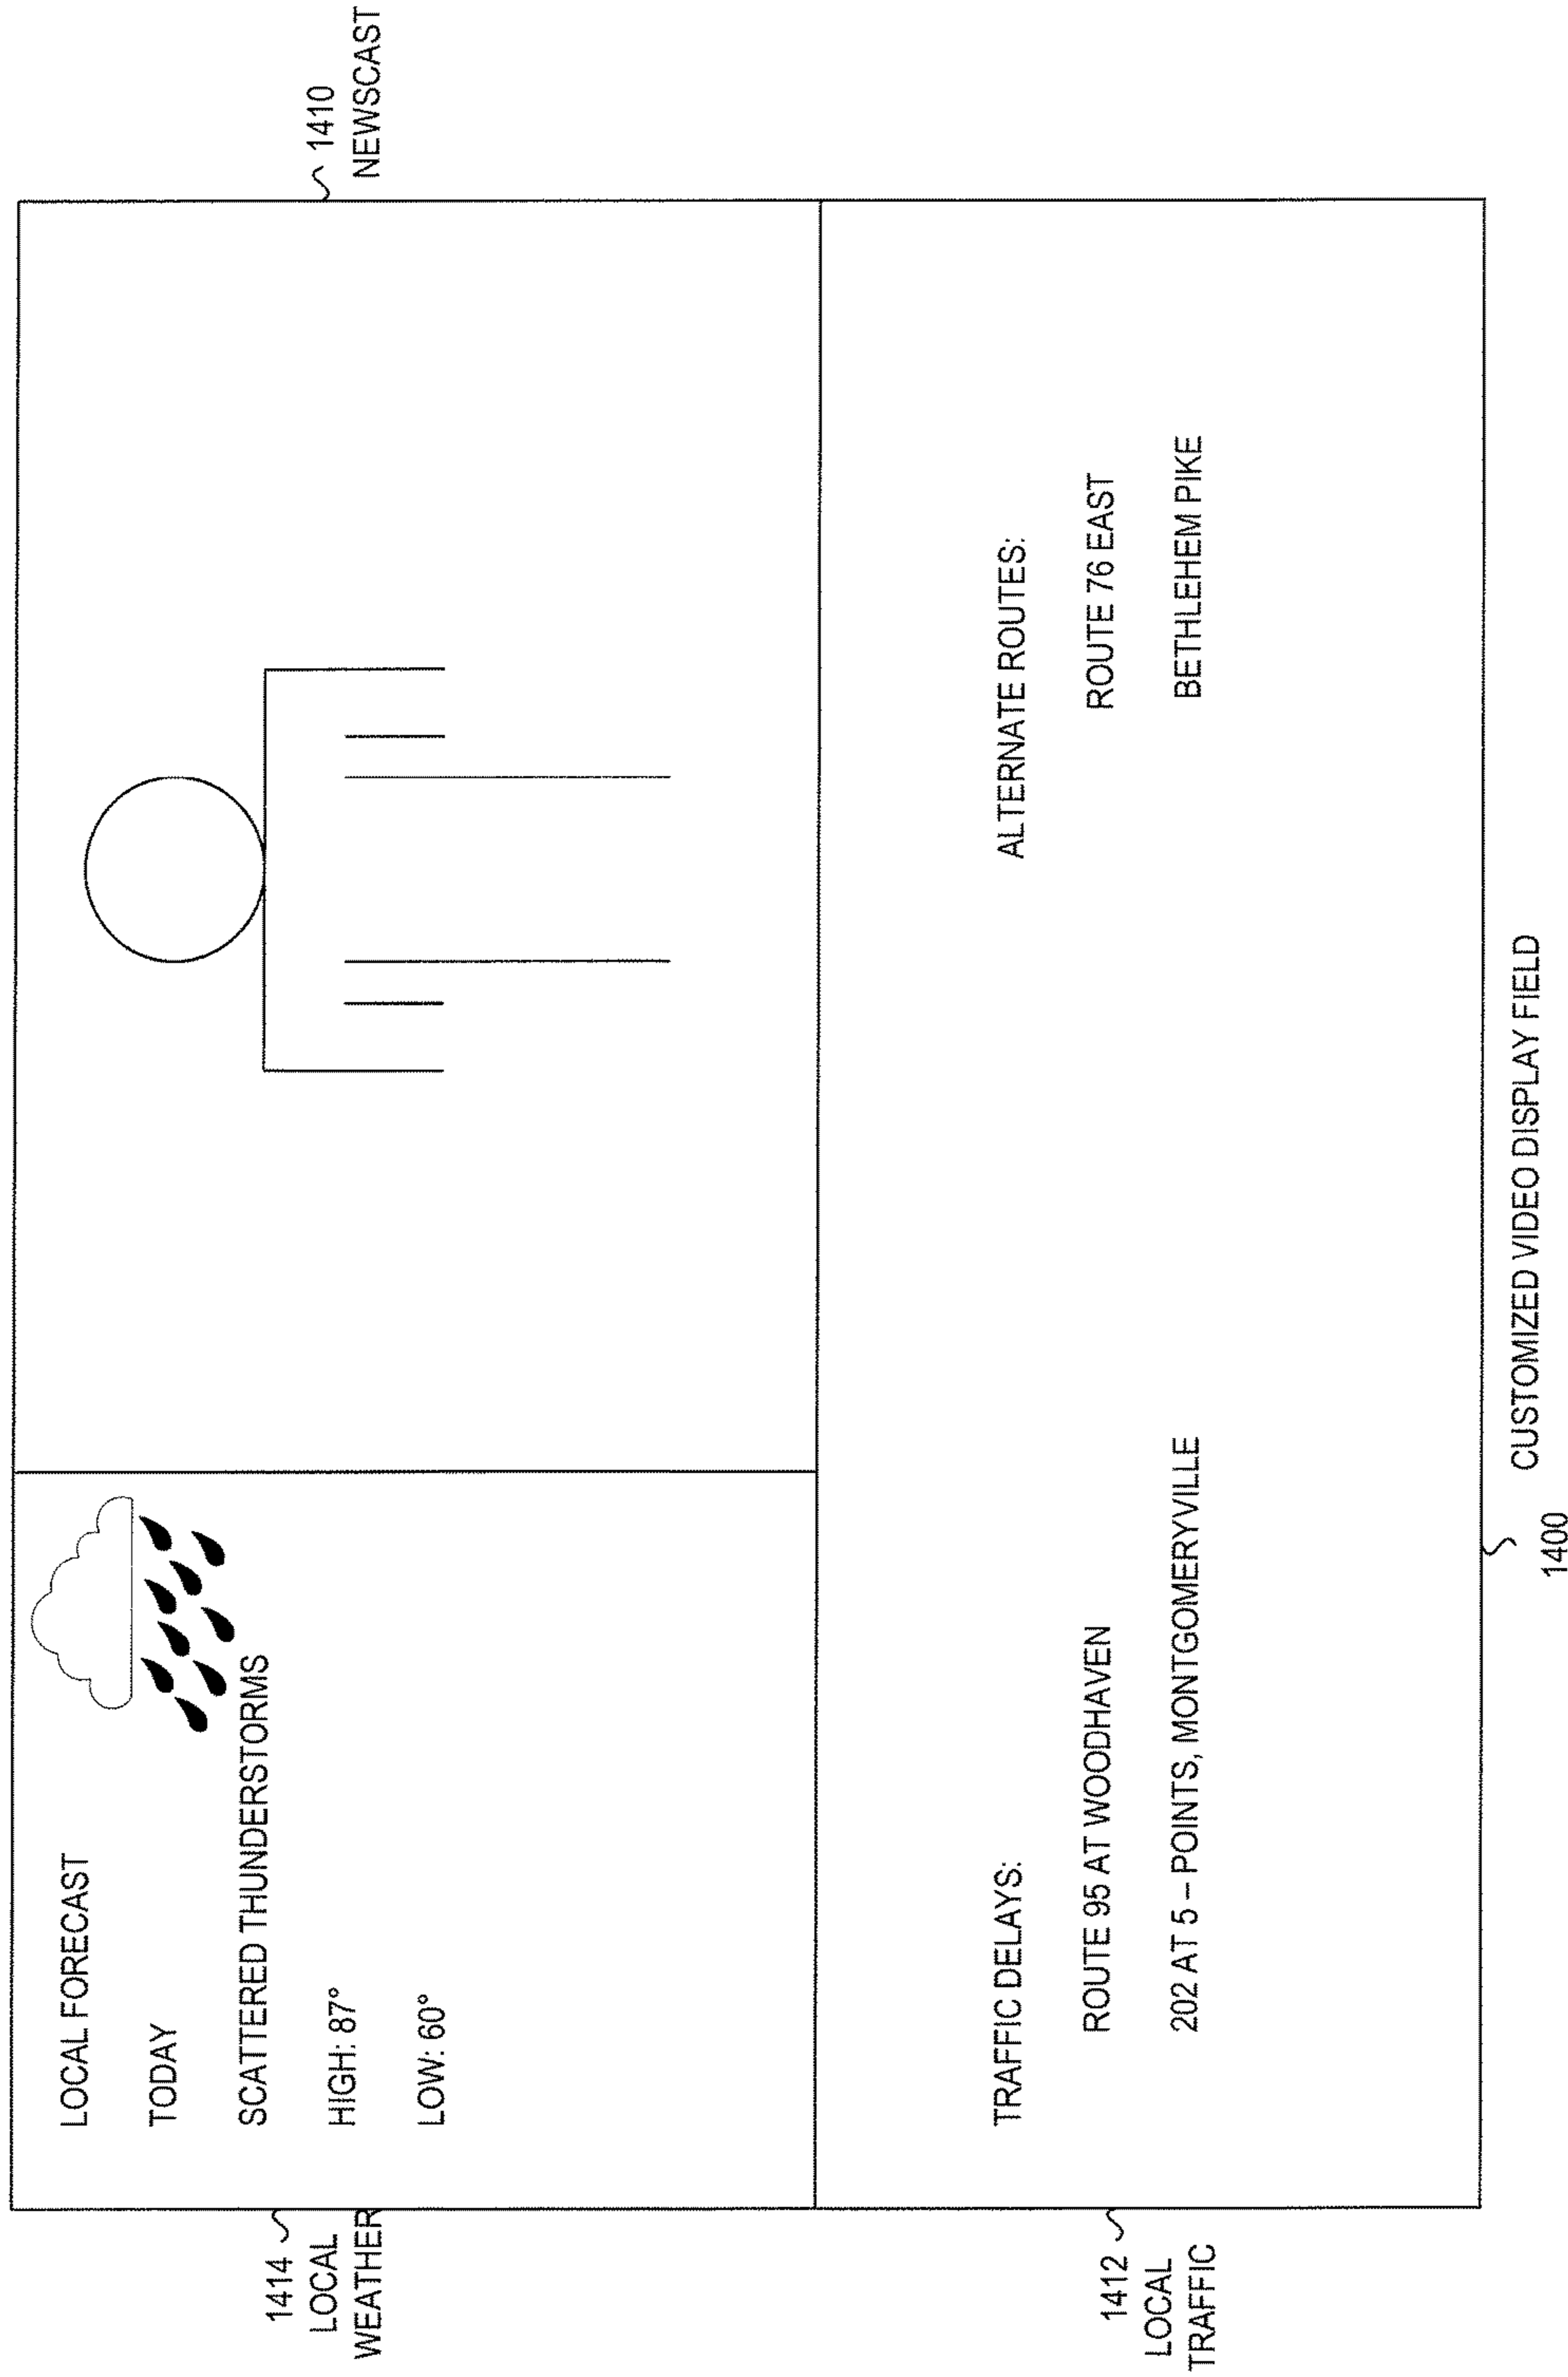 LOCAL FORECAST
TODAY
SCATTERED THUNDERSTORMS
HIGH: 87°
LOW: 60°
1414
LOCAL
WEATHER
1410
NEWSCAST
TRAFFIC DELAYS:
ROUTE 95 AT WOODHAVEN
202 AT 5 – POINTS, MONTGOMERYVILLE
ALTERNATE ROUTES:
ROUTE 76 EAST
BETHLEHEM PIKE
1412
LOCAL
TRAFFIC
CUSTOMIZED VIDEO DISPLAY FIELD
1400